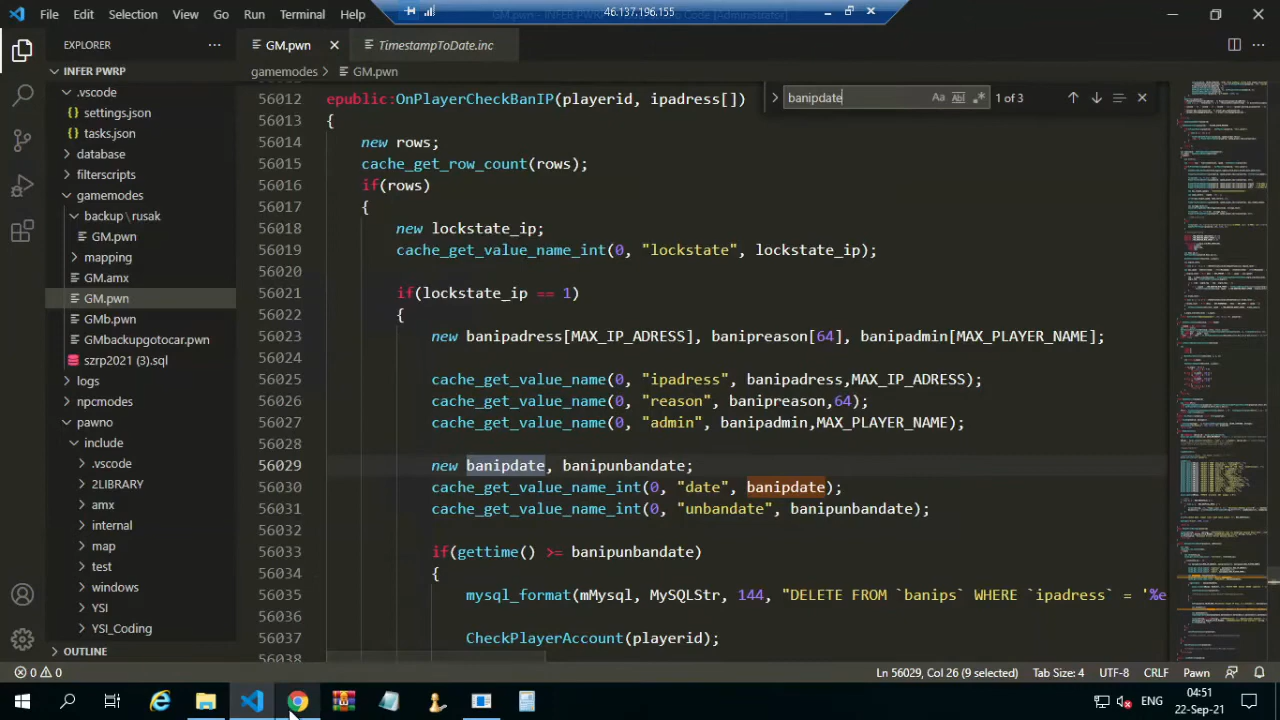 File Edit Selection View Go Run Terminal Help
46.137.196.155
EXPLORER
GM.pwn
TimestampToDate.inc
INFER PWRP
gamemodes > GM.pwn
.vscode
settings.json
tasks.json
database
filterscripts
backup \ rusak
GM.pwn
mapping
GM.amx
GM.pwn
GM1.pwn
GMbackupgotocar.pwn
szrp2021 (3).sql
logs
npcmodes
pawno
include
.vscode
2LIBRARY
amx
internal
map
test
windows
YSI
YSI_Coding
OUTLINE
banipdate
Aa
1 of 3
56012 epublic:OnPlayerCheckBanIP(playerid, ipadress[])
56013 {
56014 new rows;
56015 cache_get_row_count(rows);
56016 if(rows)
56017 {
56018 new lockstate_ip;
56019 cache_get_value_name_int(0, "lockstate", lockstate_ip);
56020
56021 if(lockstate_ip == 1)
56022 {
56023 new banipadress[MAX_IP_ADRESS], banipreason[64], banipadmin[MAX_PLAYER_NAME];
56024
56025 cache_get_value_name(0, "ipadress", banipadress,MAX_IP_ADRESS);
56026 cache_get_value_name(0, "reason", banipreason,64);
56027 cache_get_value_name(0, "admin", banipadmin,MAX_PLAYER_NAME);
56028
56029 new banipdate, banipunbandate;
56030 cache_get_value_name_int(0, "date", banipdate);
56031 cache_get_value_name_int(0, "unbandate", banipunbandate);
56032
56033 if(gettime() >= banipunbandate)
56034 {
56035 mysql_format(mMysql, MySQLStr, 144, "DELETE FROM `banips` WHERE `ipadress` = '%e
56036
56037 CheckPlayerAccount(playerid);
56038
0 0
Ln 56029, Col 26 (9 selected) Tab Size: 4 UTF-8 CRLF Pawn
ENG
04:51
22-Sep-21